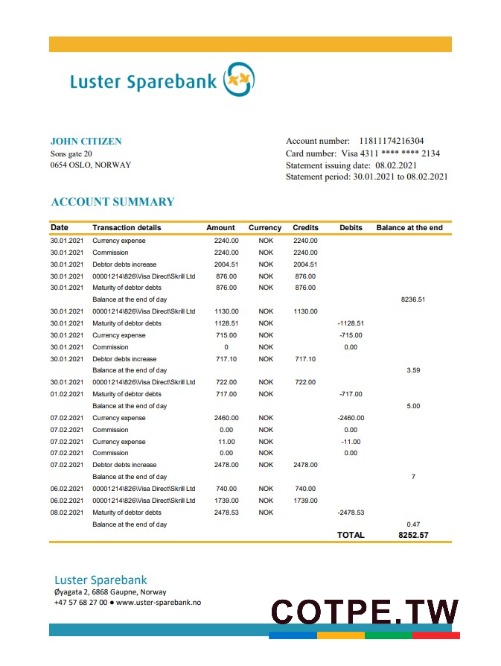 Luster Sparebank
JOHN CITIZEN
Sons gate 20
0654 OSLO, NORWAY
Account number: 11811174216304
Card number: Visa 4311 **** **** 2134
Statement issuing date: 08.02.2021
Statement period: 30.01.2021 to 08.02.2021
ACCOUNT SUMMARY
Date Transaction details Amount Currency Credits Debits Balance at the end
30.01.2021 Currency expense 2240.00 NOK 2240.00
30.01.2021 Commission 2240.00 NOK 2240.00
30.01.2021 Debtor debts increase 2004.51 NOK 2004.51
30.01.2021 00001214\826\Visa Direct\Skrill Ltd 876.00 NOK 876.00
30.01.2021 Maturity of debtor debts 876.00 NOK 876.00
Balance at the end of day 8236.51
30.01.2021 00001214\826\Visa Direct\Skrill Ltd 1130.00 NOK 1130.00
30.01.2021 Maturity of debtor debts 1128.51 NOK -1128.51
30.01.2021 Currency expense 715.00 NOK -715.00
30.01.2021 Commission 0 NOK 0.00
30.01.2021 Debtor debts increase 717.10 NOK 717.10
Balance at the end of day 3.59
30.01.2021 00001214\826\Visa Direct\Skrill Ltd 722.00 NOK 722.00
01.02.2021 Maturity of debtor debts 717.00 NOK -717.00
Balance at the end of day 5.00
07.02.2021 Currency expense 2460.00 NOK -2460.00
07.02.2021 Commission 0.00 NOK 0.00
07.02.2021 Currency expense 11.00 NOK -11.00
07.02.2021 Commission 0.00 NOK 0.00
07.02.2021 Debtor debts increase 2478.00 NOK 2478.00
Balance at the end of day 7
06.02.2021 00001214\826\Visa Direct\Skrill Ltd 740.00 NOK 740.00
06.02.2021 00001214\826\Visa Direct\Skrill Ltd 1739.00 NOK 1739.00
08.02.2021 Maturity of debtor debts 2478.53 NOK -2478.53
Balance at the end of day 0.47
TOTAL 8252.57
Luster Sparebank
Øyagata 2, 6868 Gaupne, Norway
+47 57 68 27 00 ● www.uster-sparebank.no
COTPE.TW